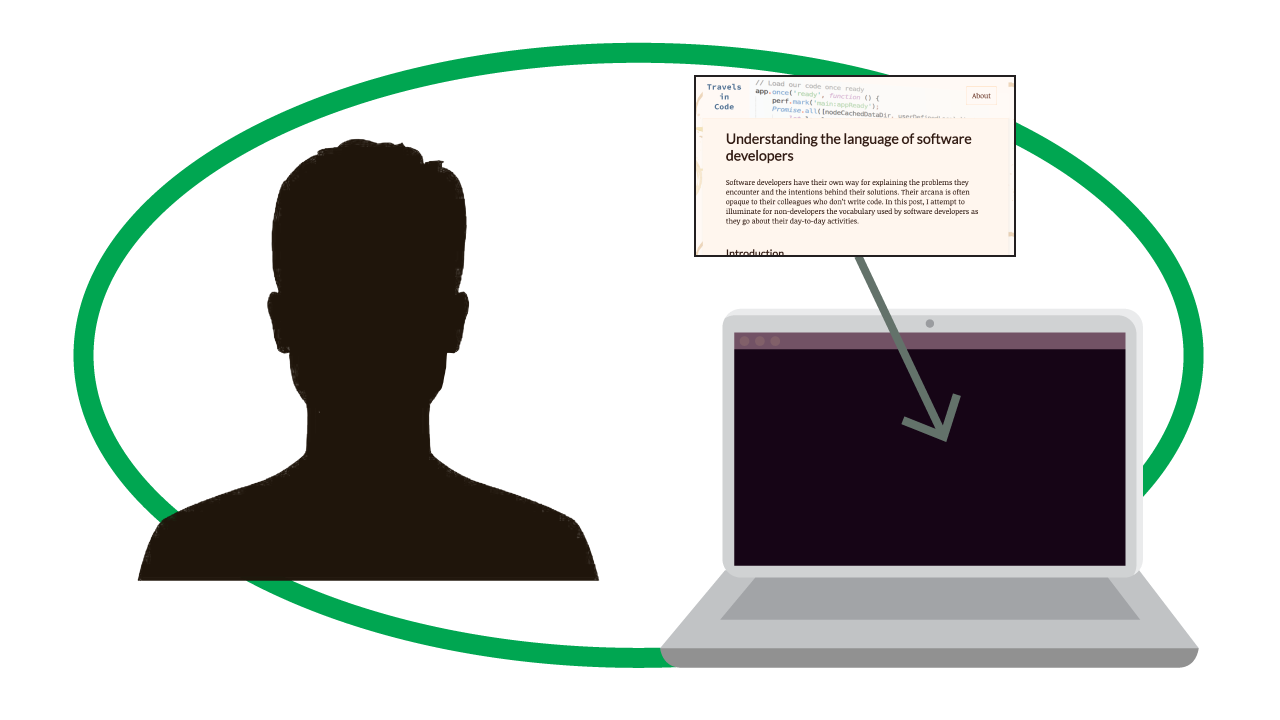 Travels
in
Code
// Load our code once ready
app.once('ready', function () {
perf.mark('main:appReady');
Promise.all([nodeCachedDataDir,
About
Understanding the language of software
developers
Software developers have their own way for explaining the problems they
encounter and the intentions behind their solutions. Their arcana is often
opaque to their colleagues who don't write code. In this post, I attempt to
illuminate for non-developers the vocabulary used by software developers as
they go about their day-to-day activities.
Introduction